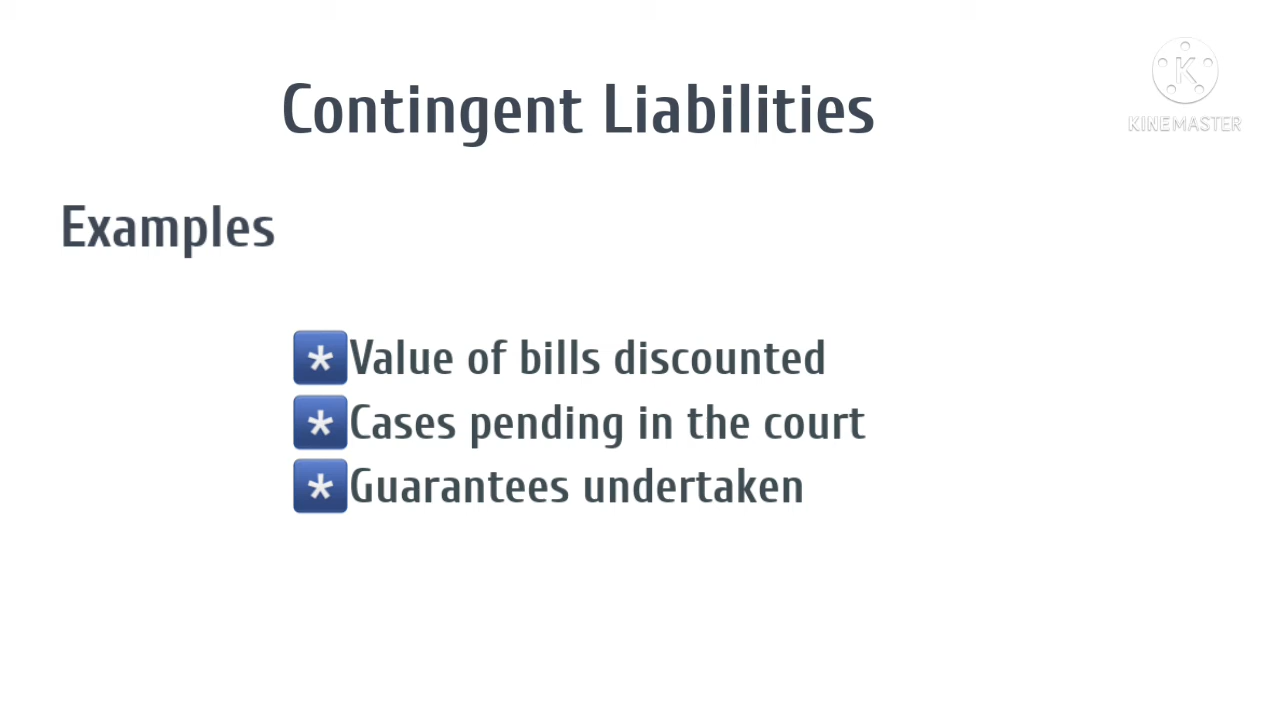 Contingent Liabilities
KINEMASTER
Examples
*Value of bills discounted
*Cases pending in the court
*Guarantees undertaken